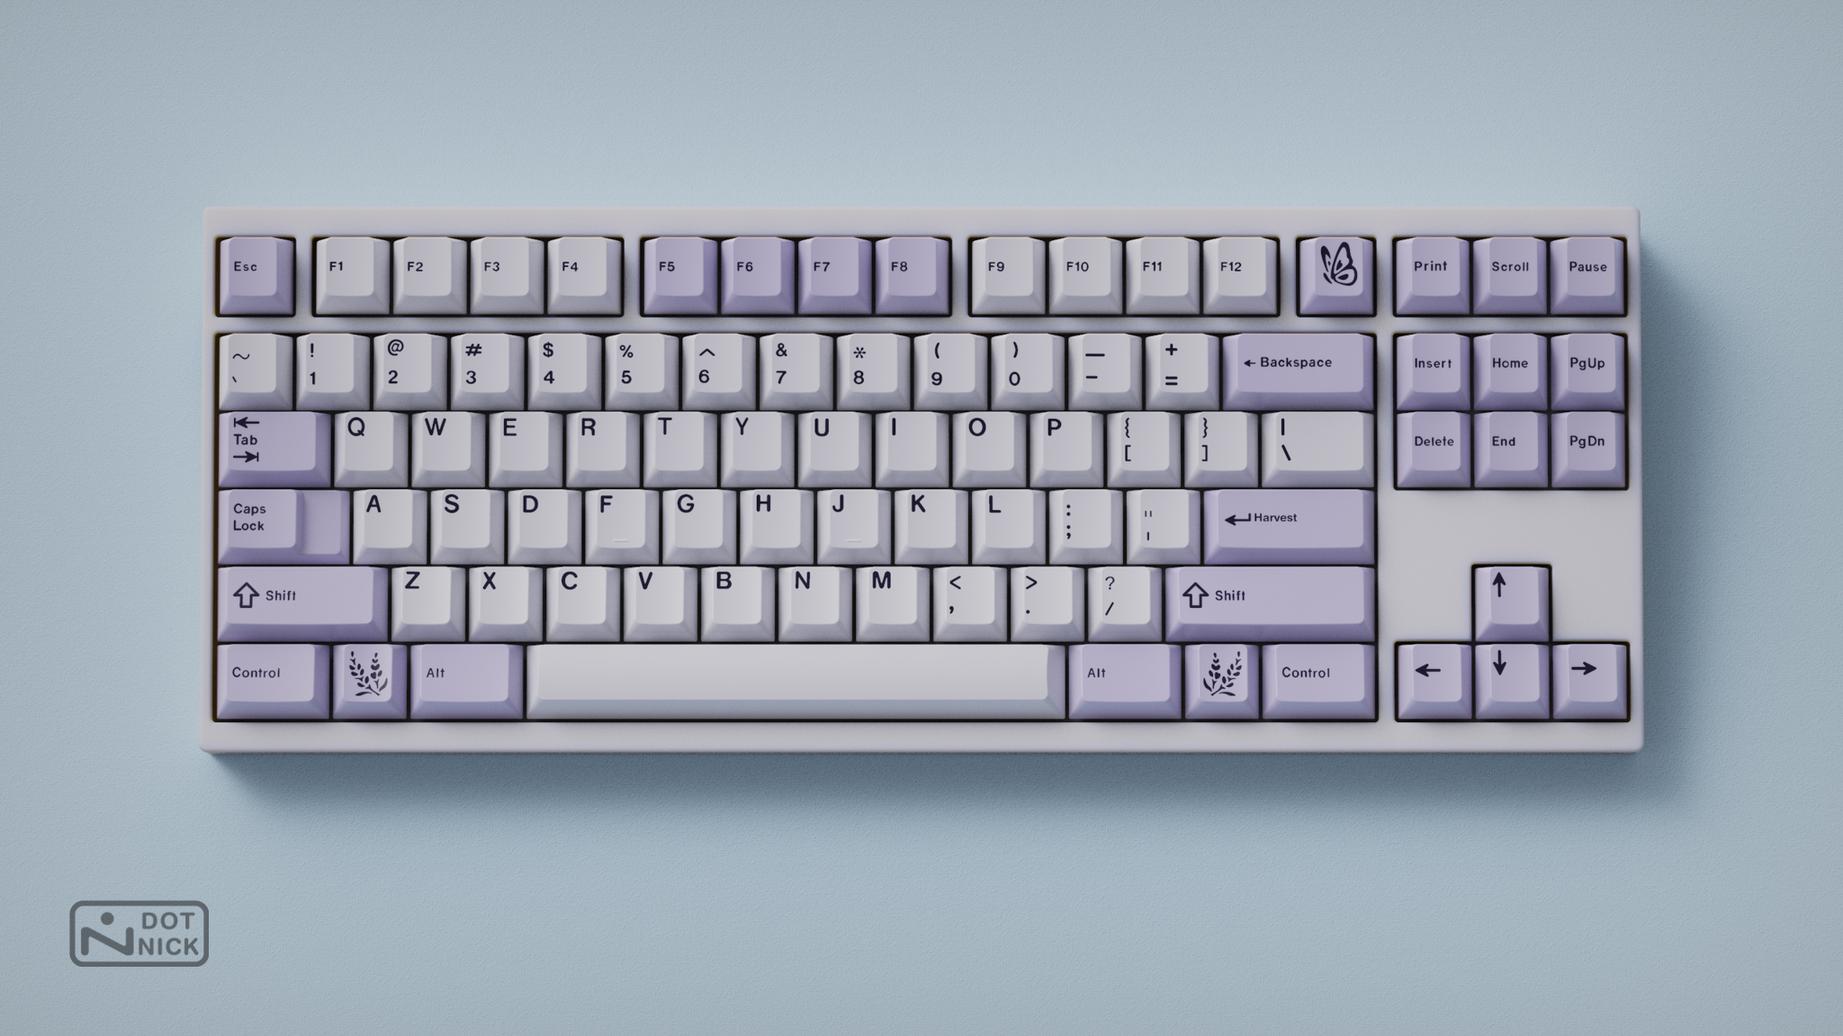 Esc F1 F2 F3 F4 F5 F6 F7 F8 F9 F10 F11 F12 Print Scroll Pause
~ ! @ # $ % ^ & * ( ) — +
` 1 2 3 4 5 6 7 8 9 0 - = ← Backspace Insert Home PgUp
⇤ Tab ⇥ Q W E R T Y U I O P { [ } ] | \ Delete End PgDn
Caps Lock A S D F G H J K L : ; " ' ↵ Harvest
⇧ Shift Z X C V B N M < , > . ? / ⇧ Shift ↑
Control Alt Alt Control ← ↓ →
DOT
NICK